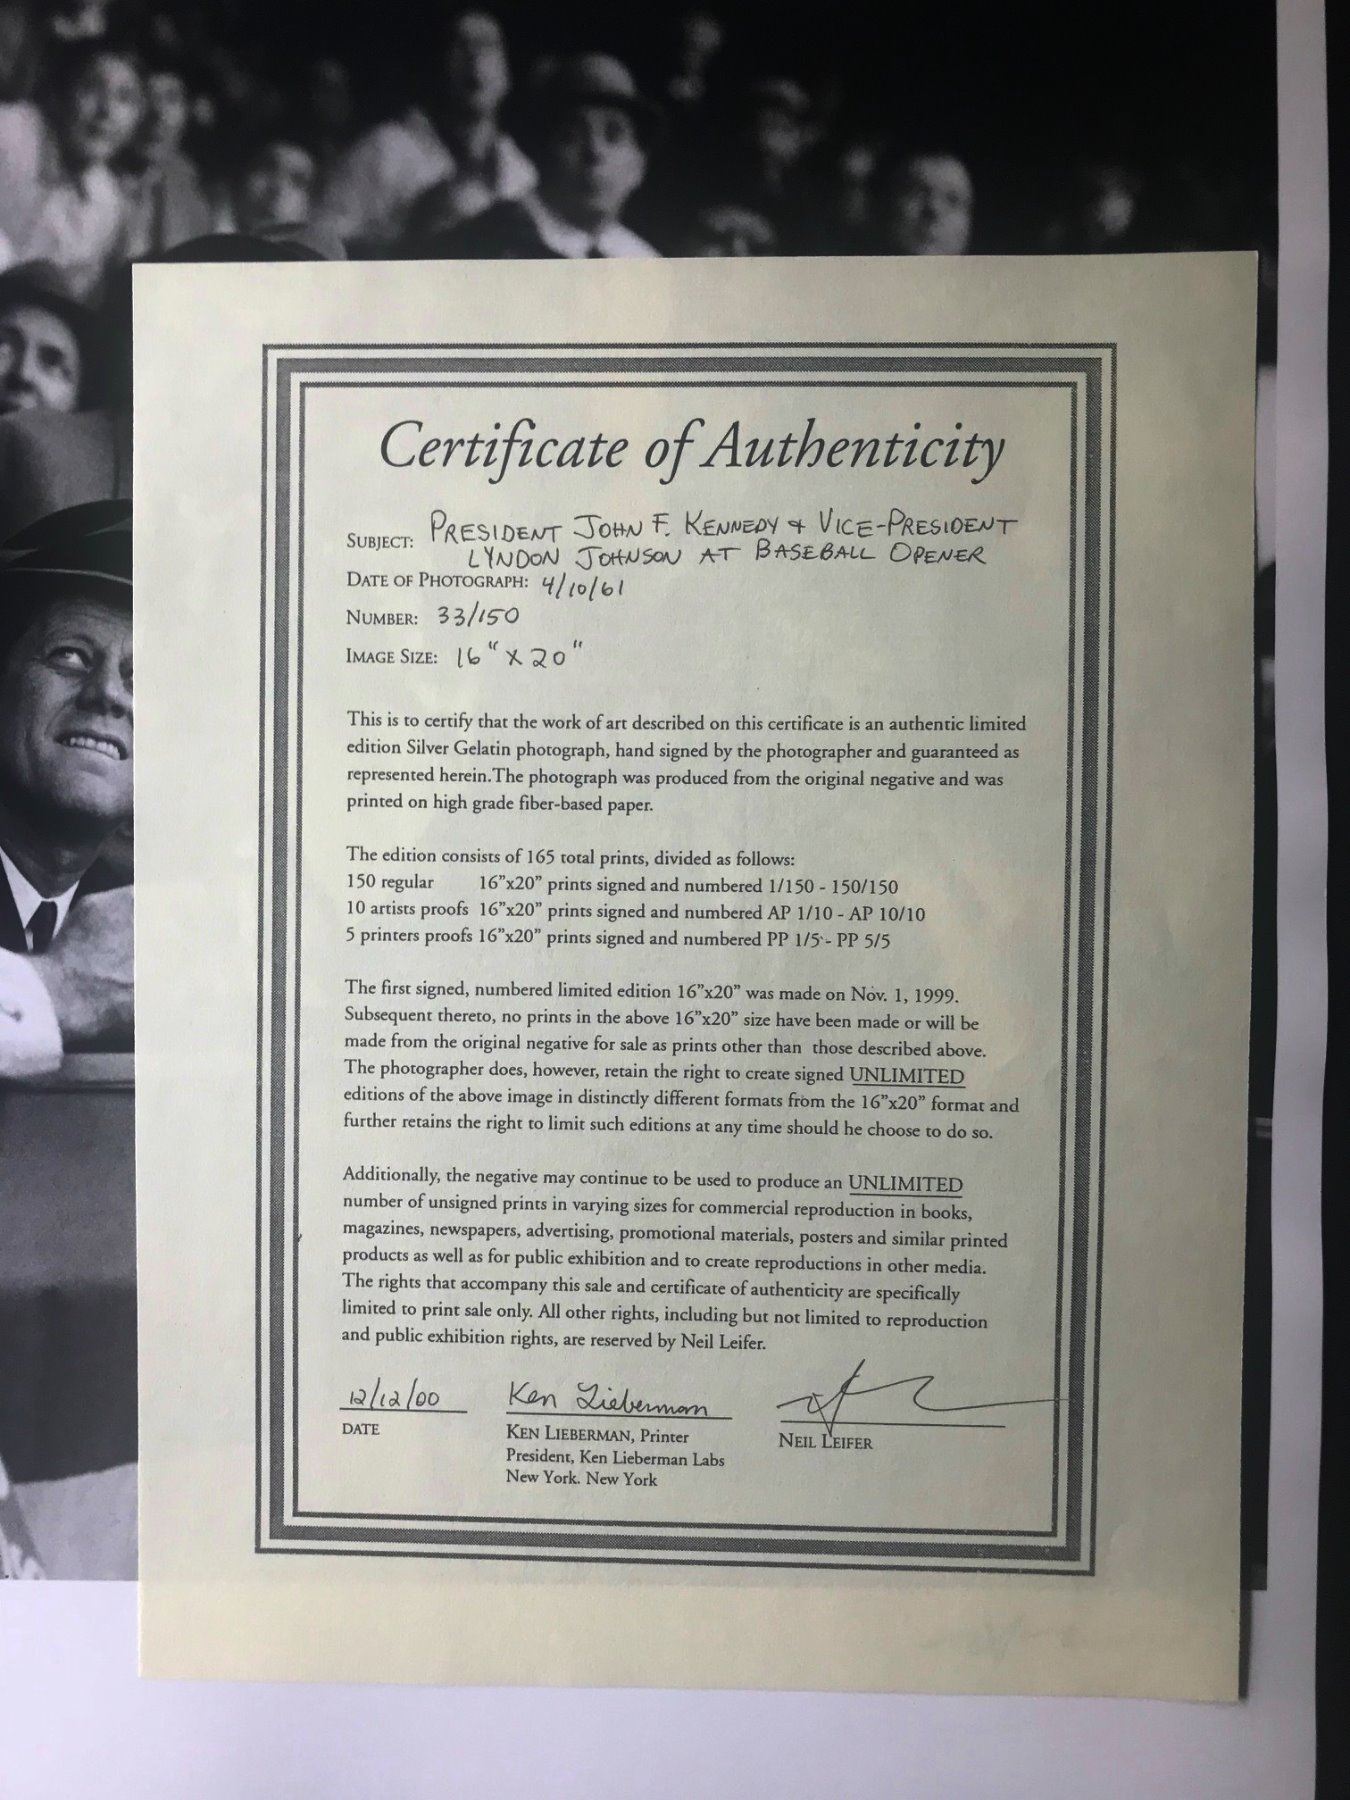 Certificate of Authenticity
SUBJECT: PRESIDENT JOHN F. KENNEDY & VICE-PRESIDENT
LYNDON JOHNSON AT BASEBALL OPENER
DATE OF PHOTOGRAPH: 4/10/61
NUMBER: 33/150
IMAGE SIZE: 16" X 20"
This is to certify that the work of art described on this certificate is an authentic limited
edition Silver Gelatin photograph, hand signed by the photographer and guaranteed as
represented herein.The photograph was produced from the original negative and was
printed on high grade fiber-based paper.
The edition consists of 165 total prints, divided as follows:
150 regular 16"x20" prints signed and numbered 1/150 - 150/150
10 artists proofs 16"x20" prints signed and numbered AP 1/10 - AP 10/10
5 printers proofs 16"x20" prints signed and numbered PP 1/5 - PP 5/5
The first signed, numbered limited edition 16"x20" was made on Nov. 1, 1999.
Subsequent thereto, no prints in the above 16"x20" size have been made or will be
made from the original negative for sale as prints other than those described above.
The photographer does, however, retain the right to create signed UNLIMITED
editions of the above image in distinctly different formats from the 16"x20" format and
further retains the right to limit such editions at any time should he choose to do so.
Additionally, the negative may continue to be used to produce an UNLIMITED
number of unsigned prints in varying sizes for commercial reproduction in books,
magazines, newspapers, advertising, promotional materials, posters and similar printed
products as well as for public exhibition and to create reproductions in other media.
The rights that accompany this sale and certificate of authenticity are specifically
limited to print sale only. All other rights, including but not limited to reproduction
and public exhibition rights, are reserved by Neil Leifer.
12/12/00 Ken Lieberman
DATE KEN LIEBERMAN, Printer NEIL LEIFER
President, Ken Lieberman Labs
New York. New York